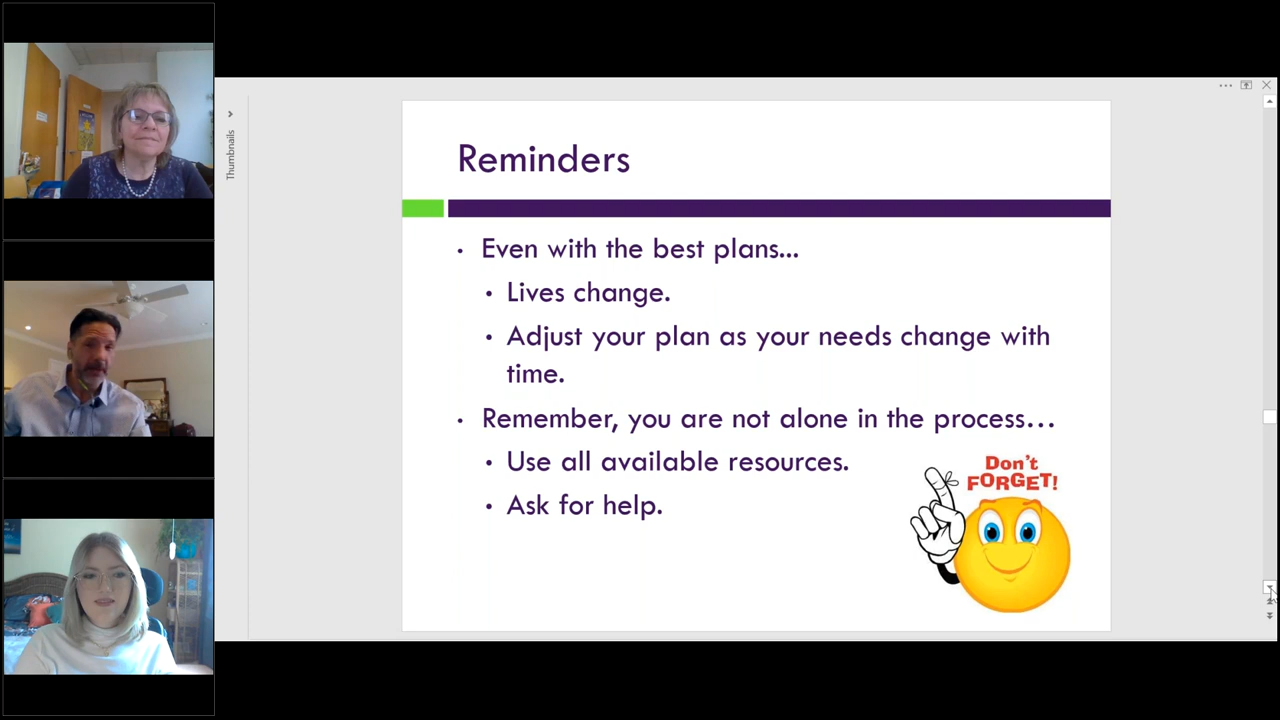 Thumbnails
Reminders
• Even with the best plans...
• Lives change.
• Adjust your plan as your needs change with
time.
• Remember, you are not alone in the process...
• Use all available resources.
• Ask for help.
Don't
FORGET!